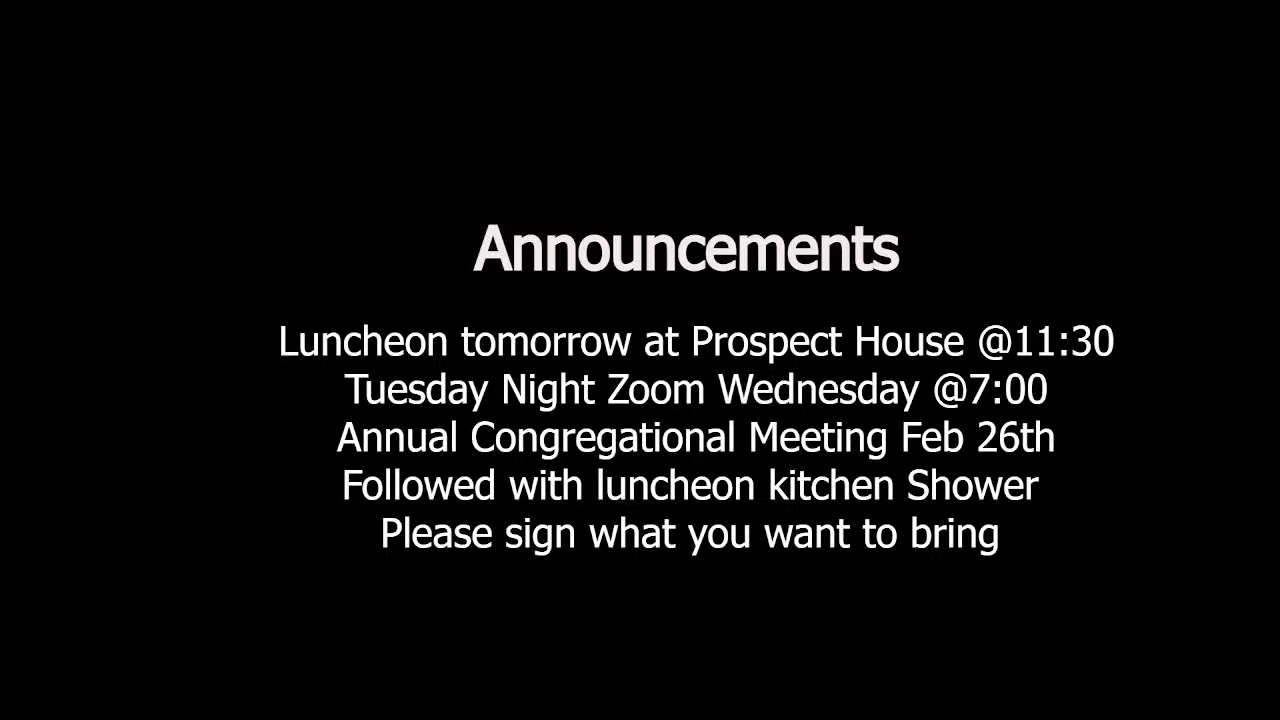 Announcements
Luncheon tomorrow at Prospect House @11:30
Tuesday Night Zoom Wednesday @7:00
Annual Congregational Meeting Feb 26th
Followed with luncheon kitchen Shower
Please sign what you want to bring